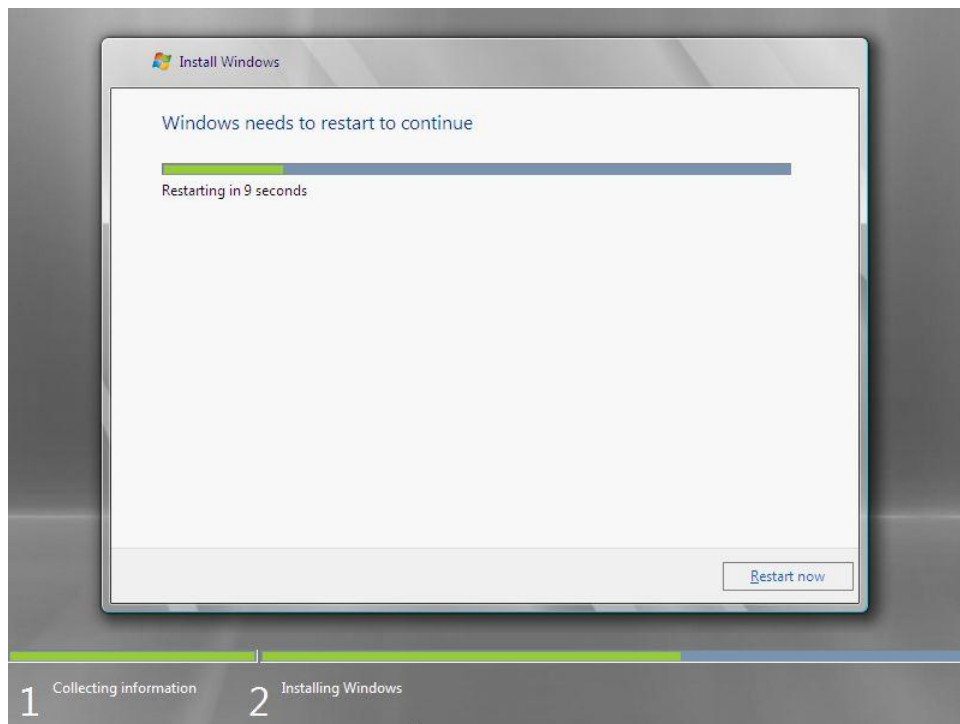 Install Windows
Windows needs to restart to continue
Restarting in 9 seconds
Restart now
1 Collecting information
2 Installing Windows